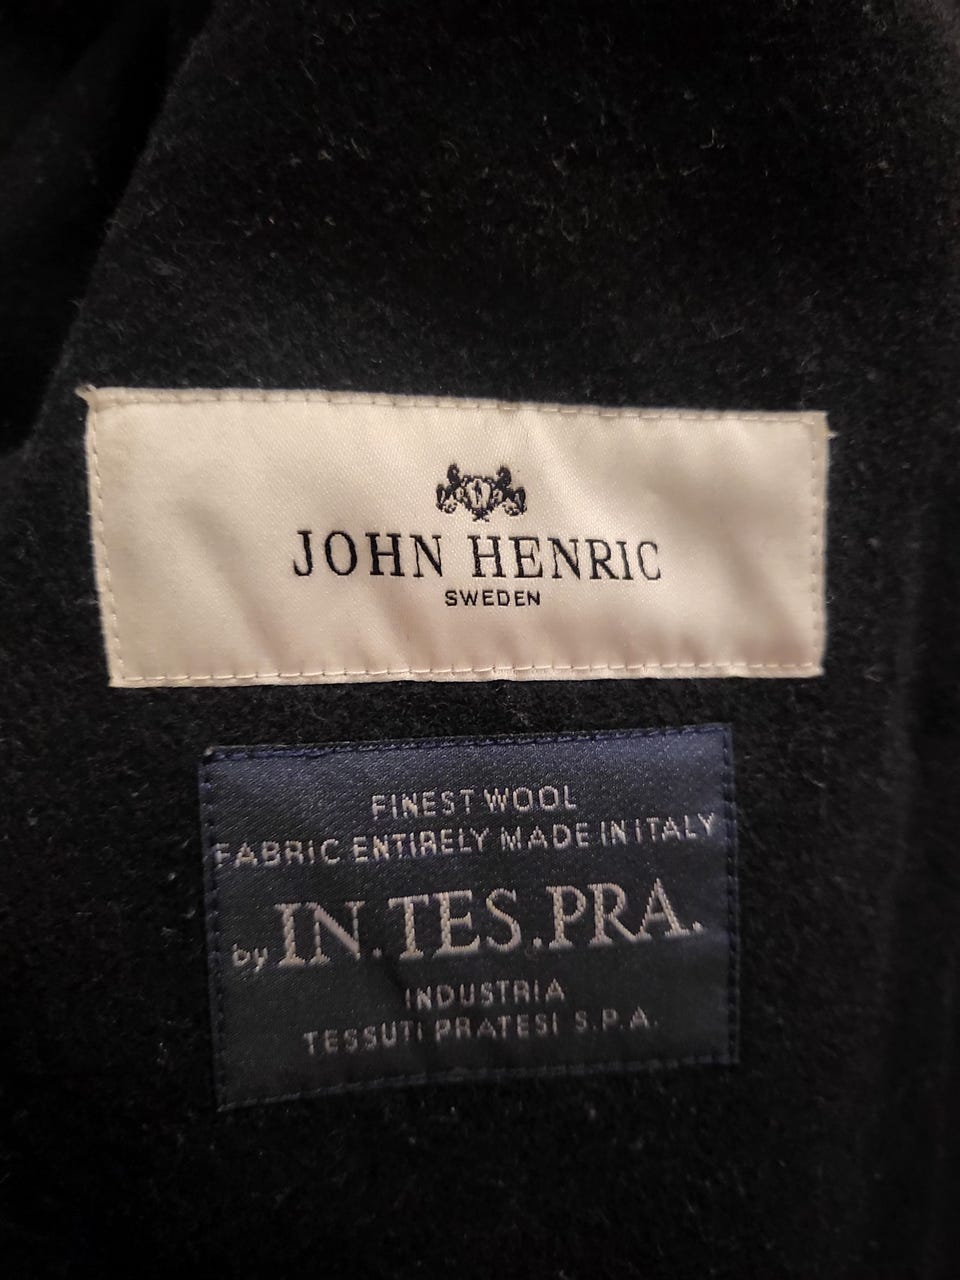 JOHN HENRIC
SWEDEN
FINEST WOOL
FABRIC ENTIRELY MADE IN ITALY
by IN.TES.PRA.
INDUSTRIA
TESSUTI PRATESI S.P.A.